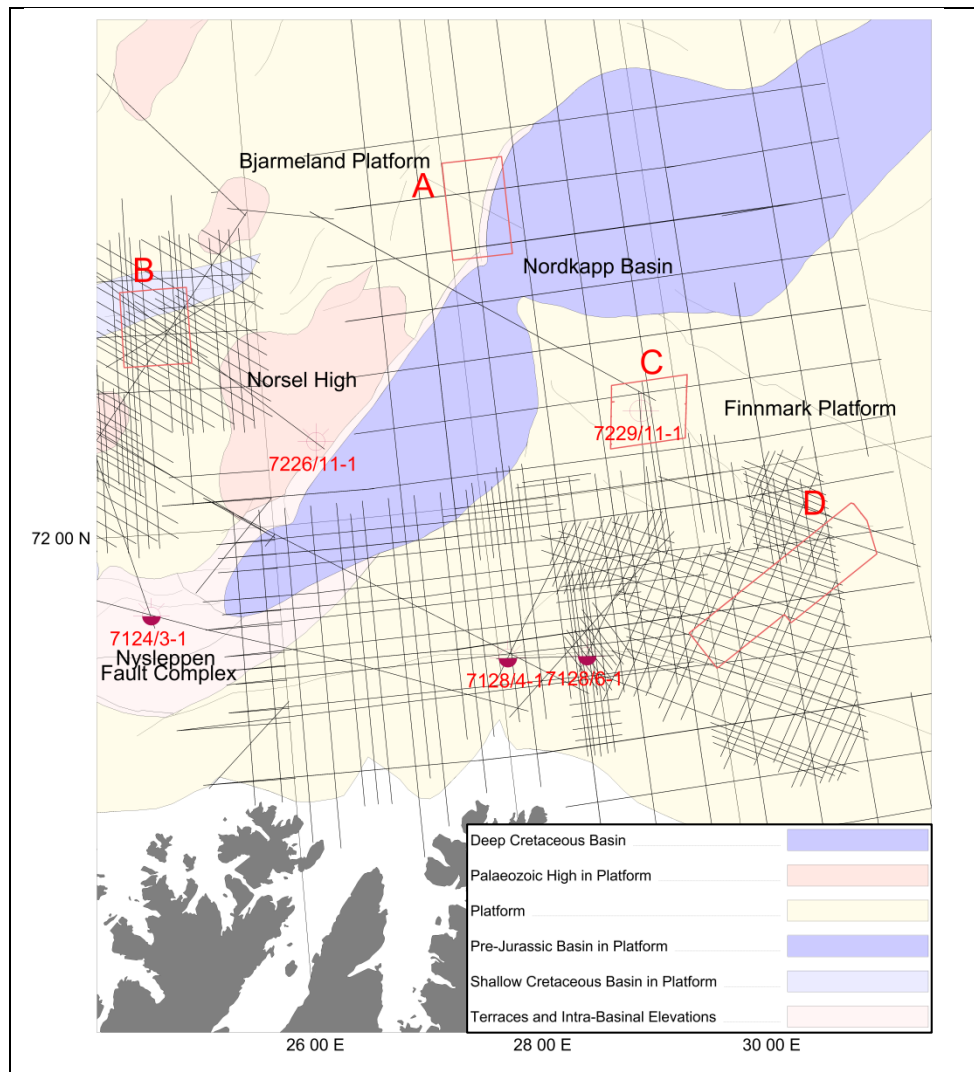 Bjarmeland Platform
A
B
Nordkapp Basin
C
Norsel High
Finnmark Platform
7229/11-1
7226/11-1
D
72 00 N
7124/3-1
Nysleppen
Fault Complex
7128/4-1
7128/6-1
Deep Cretaceous Basin
Palaeozoic High in Platform
Platform
Pre-Jurassic Basin in Platform
Shallow Cretaceous Basin in Platform
Terraces and Intra-Basinal Elevations
26 00 E
28 00 E
30 00 E